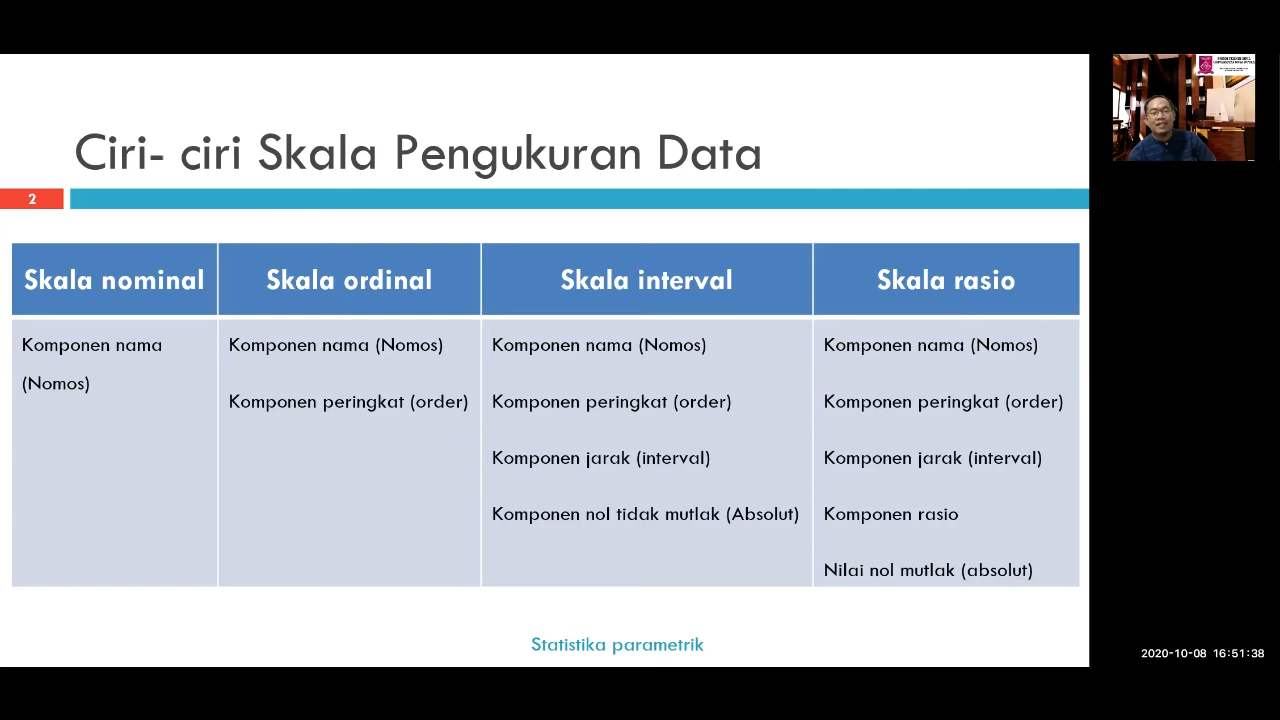 Ciri- ciri Skala Pengukuran Data
2
Skala nominal
Skala ordinal
Skala interval
Skala rasio
Komponen nama
(Nomos)
Komponen nama (Nomos)
Komponen peringkat (order)
Komponen nama (Nomos)
Komponen peringkat (order)
Komponen jarak (interval)
Komponen nol tidak mutlak (Absolut)
Komponen nama (Nomos)
Komponen peringkat (order)
Komponen jarak (interval)
Komponen rasio
Nilai nol mutlak (absolut)
Statistika parametrik
2020-10-08 16:51:38